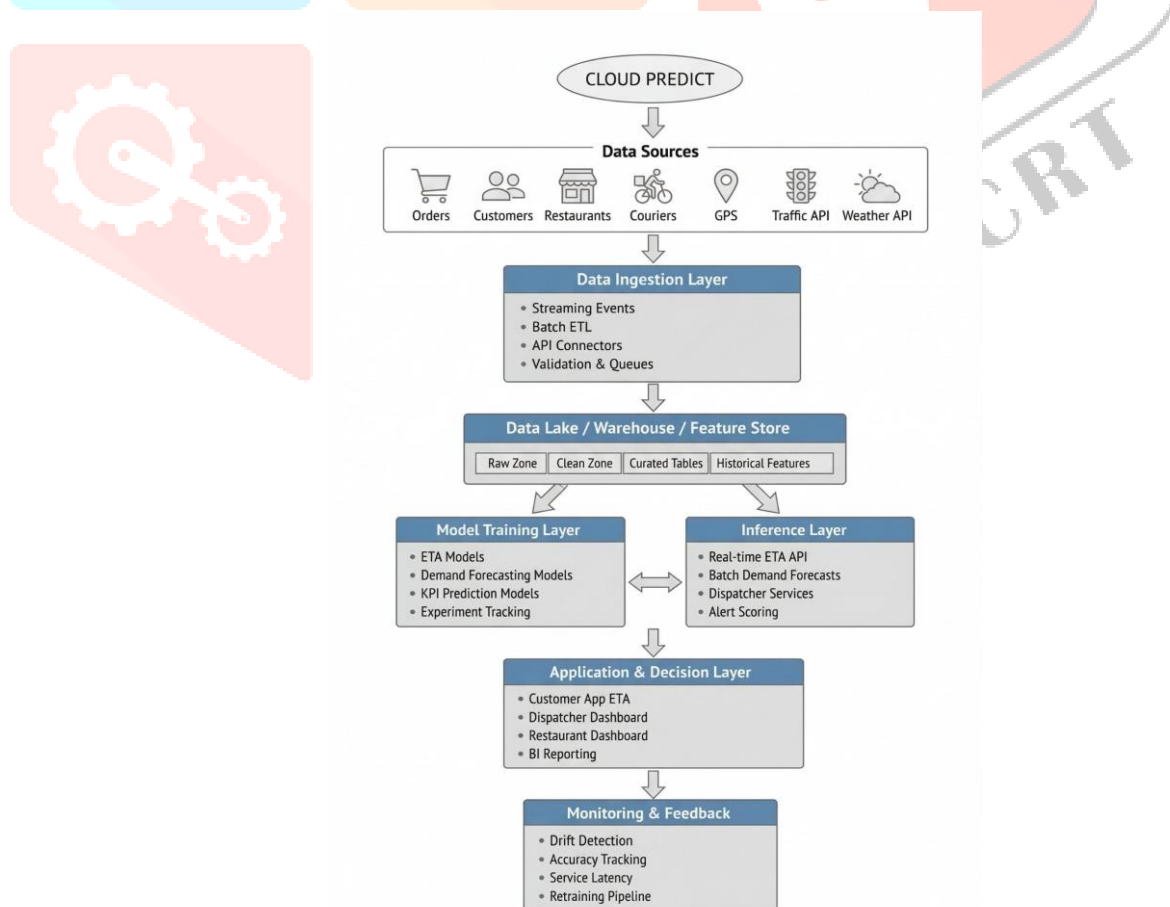 CLOUD PREDICT
Data Sources
Orders Customers Restaurants Couriers GPS Traffic API Weather API
Data Ingestion Layer
• Streaming Events
• Batch ETL
• API Connectors
• Validation & Queues
Data Lake / Warehouse / Feature Store
Raw Zone Clean Zone Curated Tables Historical Features
Model Training Layer
• ETA Models
• Demand Forecasting Models
• KPI Prediction Models
• Experiment Tracking
Inference Layer
• Real-time ETA API
• Batch Demand Forecasts
• Dispatcher Services
• Alert Scoring
Application & Decision Layer
• Customer App ETA
• Dispatcher Dashboard
• Restaurant Dashboard
• BI Reporting
Monitoring & Feedback
• Drift Detection
• Accuracy Tracking
• Service Latency
• Retraining Pipeline
CRT